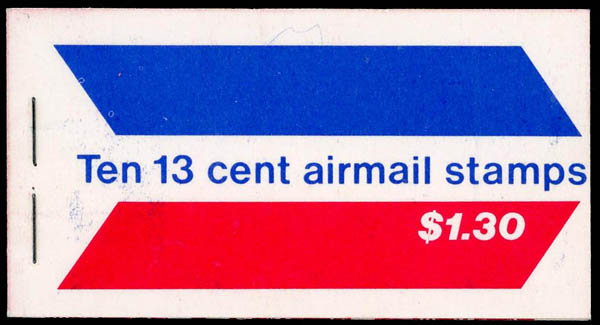 Ten 13 cent airmail stamps
$1.30